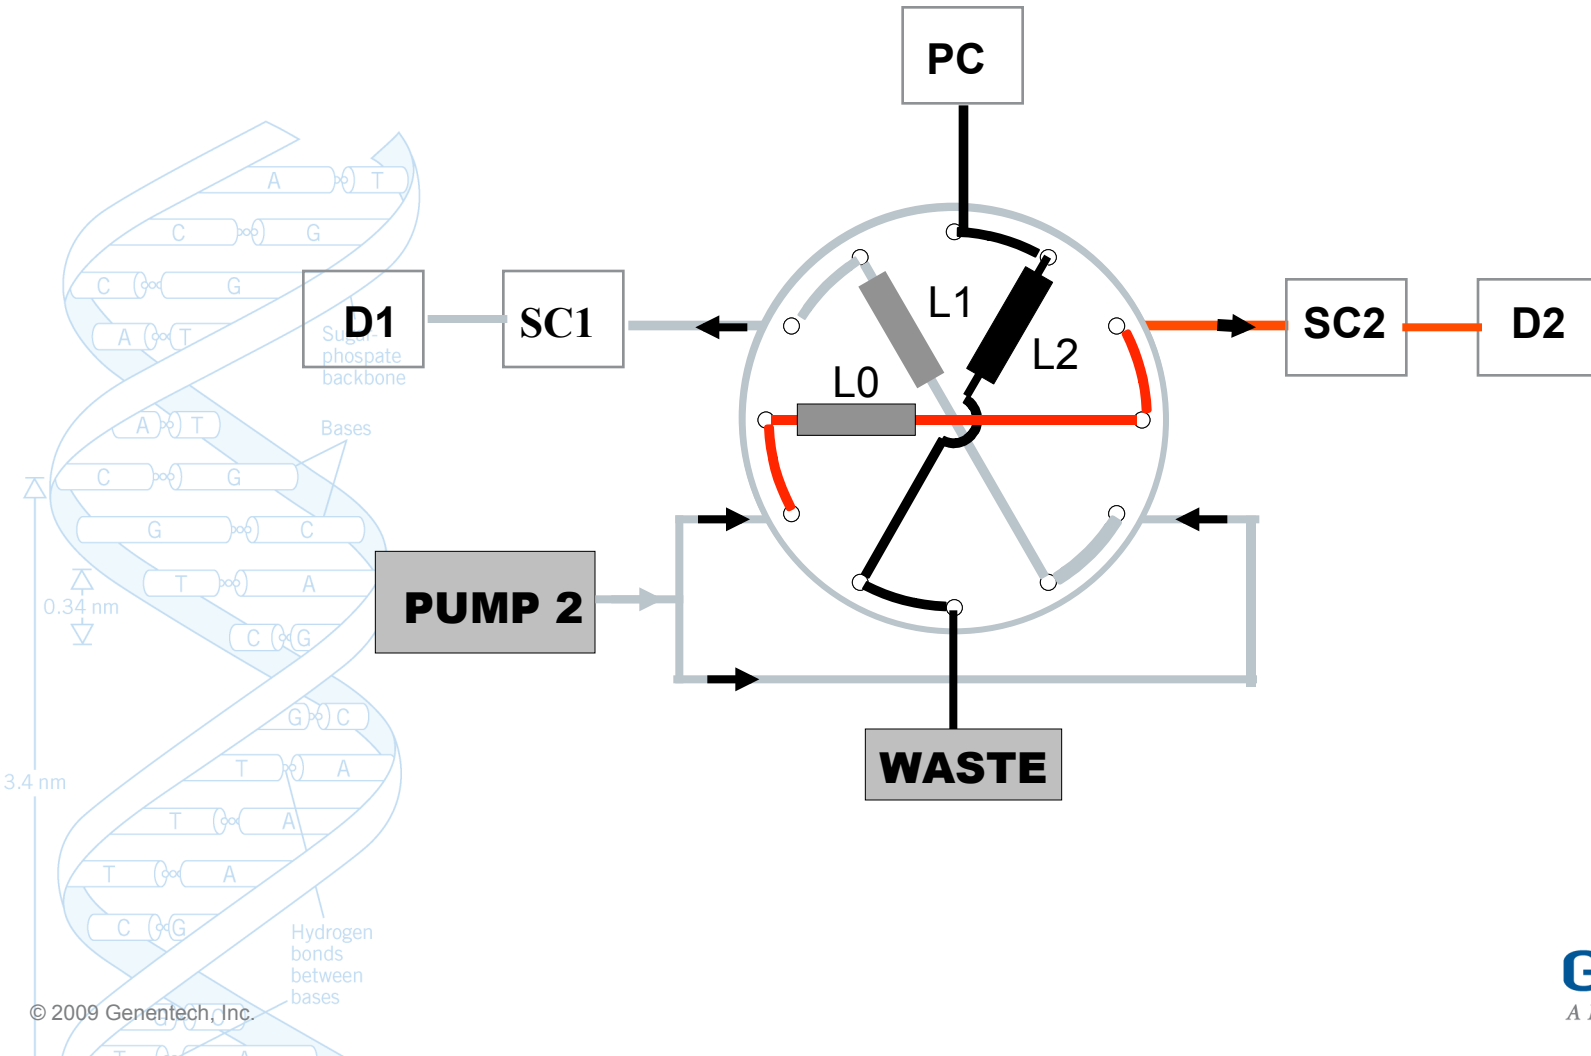 PC
A T
C G
C G
D1
SC1
L1
SC2
D2
A T
Sugar-
phospate
backbone
L2
L0
A T
Bases
C G
G C
T A
0.34 nm
PUMP 2
C G
G C
WASTE
T A
3.4 nm
T A
T A
C G
Hydrogen
bonds
between
bases
G
© 2009 Genentech, Inc.
G C
A
T A